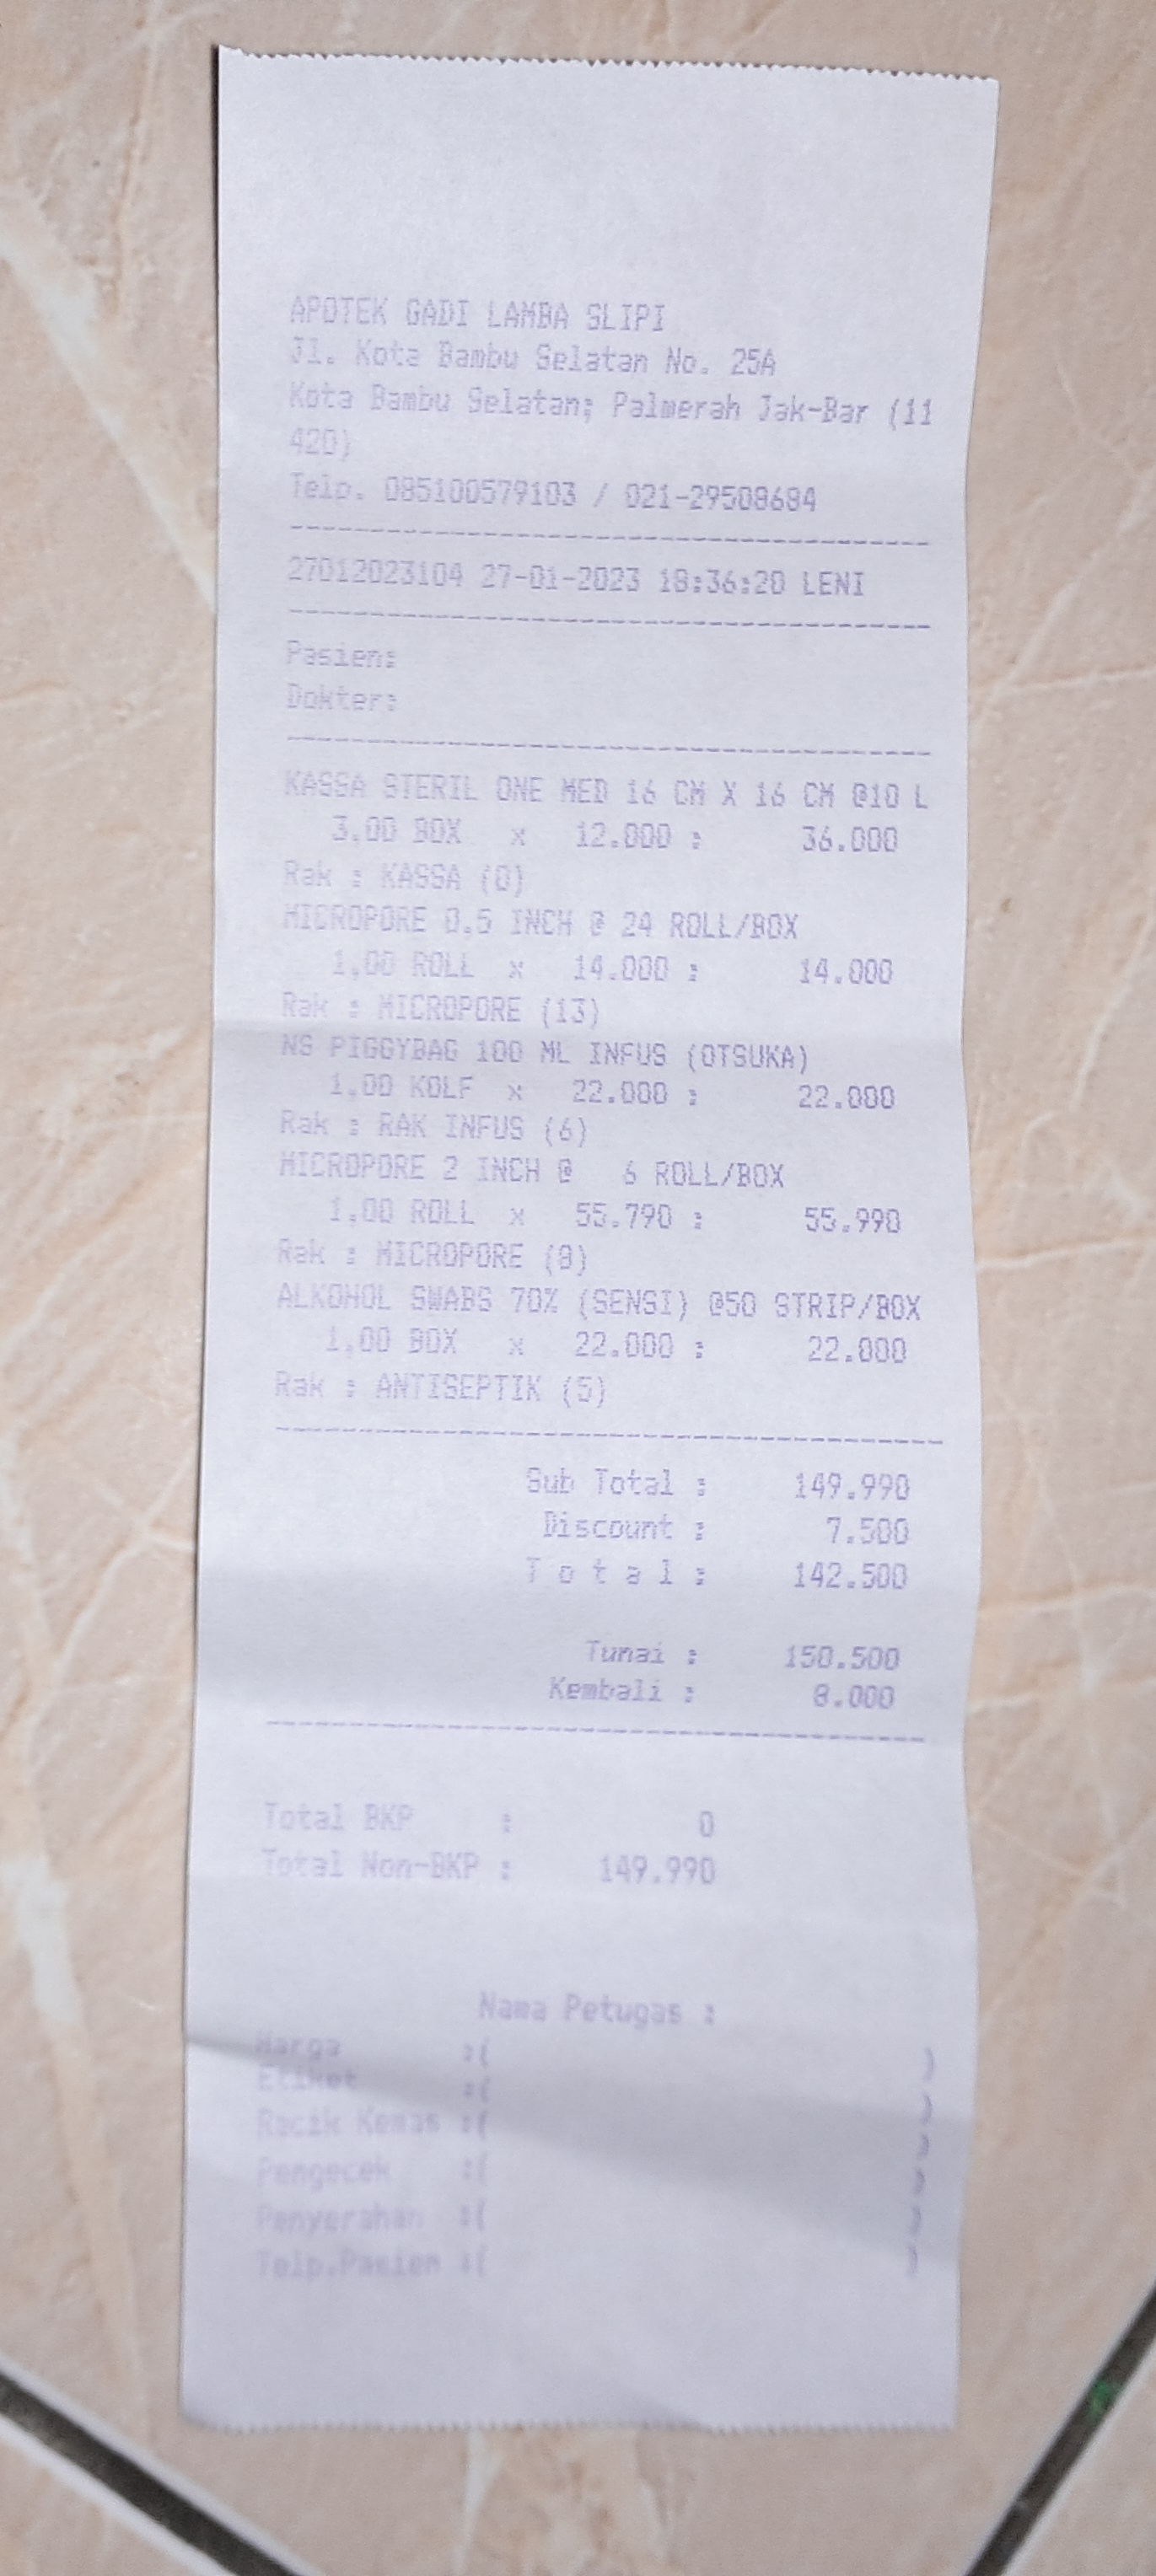 APOTEK GADI LAMBA SLIPI
Jl. Kota Bambu Selatan No. 25A
Kota Bambu Selatan; Palmerah Jak-Bar (11
420)
Telp. 085100579103 / 021-29508684
27012023104 27-01-2023 18:36:20 LENI
Pasien:
Dokter:
KASSA STERIL ONE MED 16 CM X 16 CM @10 L
3,00 BOX x 12.000 : 36.000
Rak : KASSA (0)
MICROPORE 0,5 INCH @ 24 ROLL/BOX
1,00 ROLL x 14.000 : 14.000
Rak : MICROPORE (13)
NS PIGGYBAG 100 ML INFUS (OTSUKA)
1,00 KOLF x 22.000 : 22.000
Rak : RAK INFUS (6)
MICROPORE 2 INCH @ 6 ROLL/BOX
1,00 ROLL x 55.790 : 55.990
Rak : MICROPORE (8)
ALKOHOL SWABS 70% (SENSI) @50 STRIP/BOX
1,00 BOX x 22.000 : 22.000
Rak : ANTISEPTIK (5)
Sub Total : 149.990
Discount : 7.500
T o t a l : 142.500
Tunai : 150.500
Kembali : 8.000
Total BKP : 0
Total Non-BKP : 149.990
Nama Petugas :
Harga :( )
Etiket :( )
Racik Kemas :( )
Pengecek :( )
Penyerahan :( )
Telp.Pasien :( )